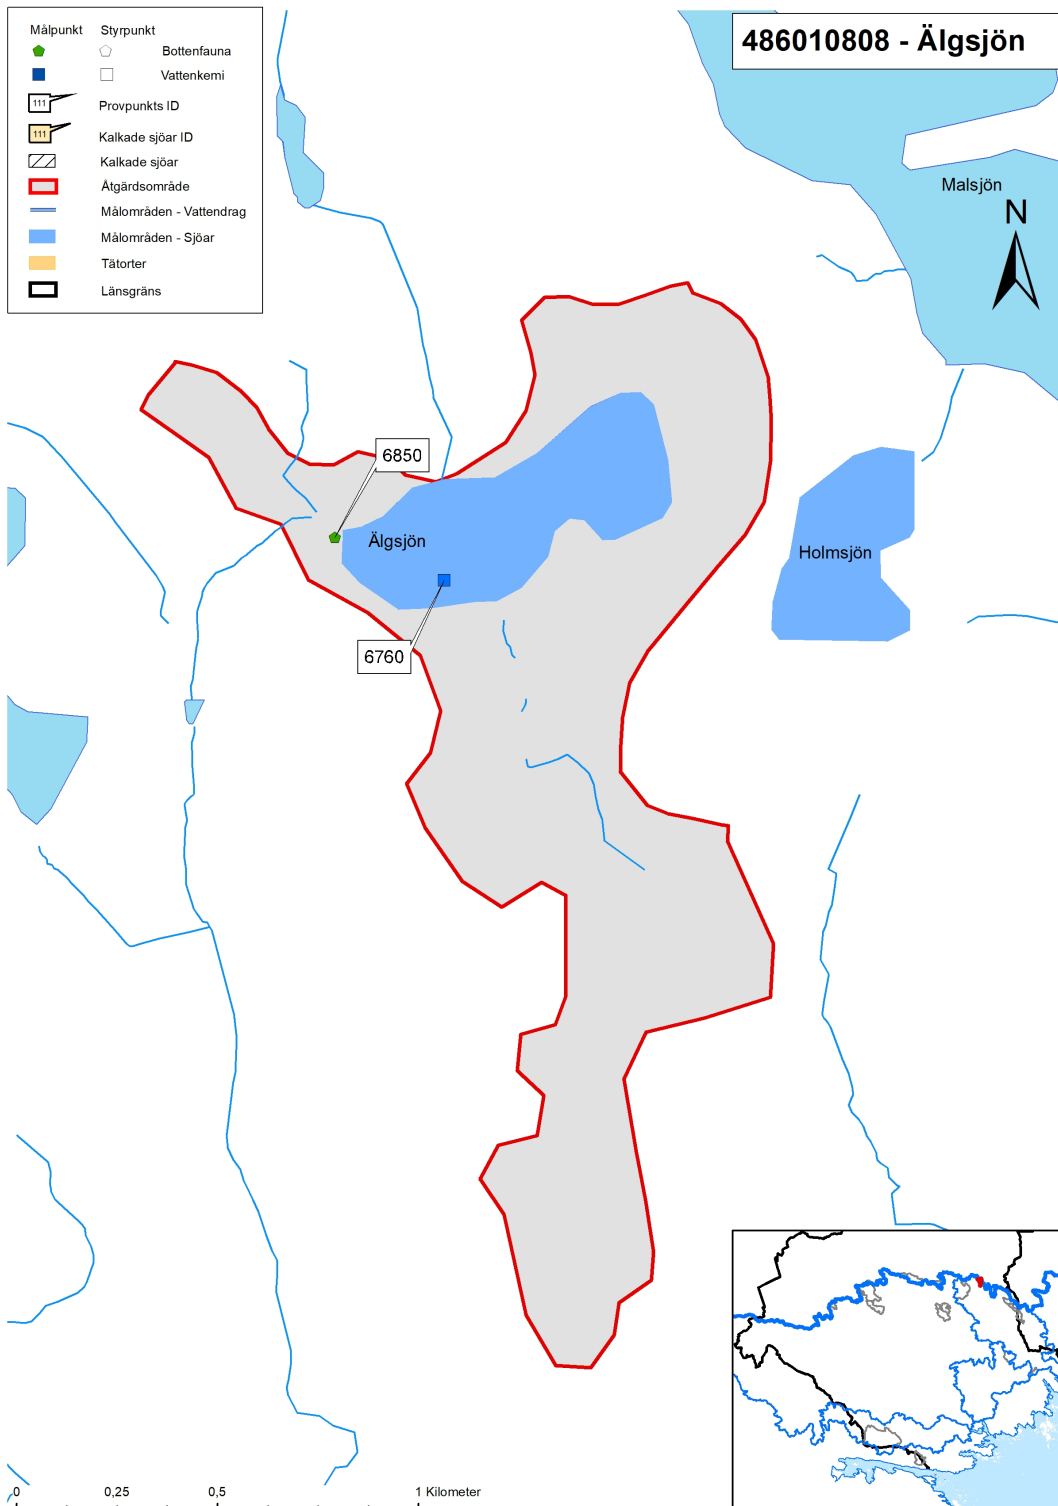 486010808 - Älgsjön
Målpunkt Styrpunkt
Bottenfauna
Vattenkemi
111 Provpunkts ID
111 Kalkade sjöar ID
Kalkade sjöar
Åtgärdsområde
Målområden - Vattendrag
Målområden - Sjöar
Tätorter
Länsgräns
Malsjön
N
6850
Älgsjön
Holmsjön
6760
0 0,25 0,5 1 Kilometer